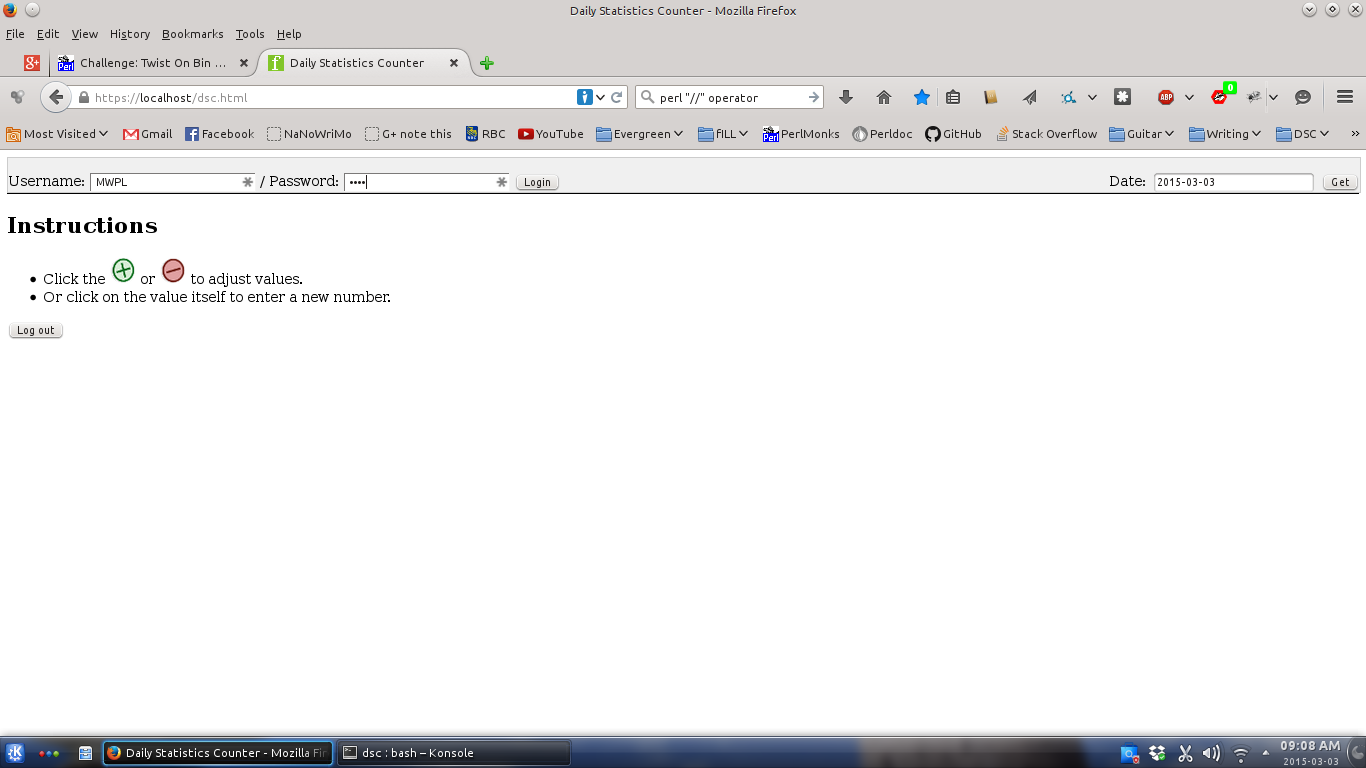 Daily Statistics Counter - Mozilla Firefox
File Edit View History Bookmarks Tools Help
g+ Perl Challenge: Twist On Bin ... f Daily Statistics Counter
https://localhost/dsc.html perl "//" operator ABP 0
Most Visited Gmail Facebook NaNoWriMo G+ note this RBC YouTube Evergreen fILL Perl PerlMonks Perldoc GitHub Stack Overflow Guitar Writing DSC »
Username: MWPL / Password: •••• Login Date: 2015-03-03 Get
Instructions
• Click the + or − to adjust values.
• Or click on the value itself to enter a new number.
Log out
Daily Statistics Counter - Mozilla Fir dsc : bash – Konsole 09:08 AM
2015-03-03